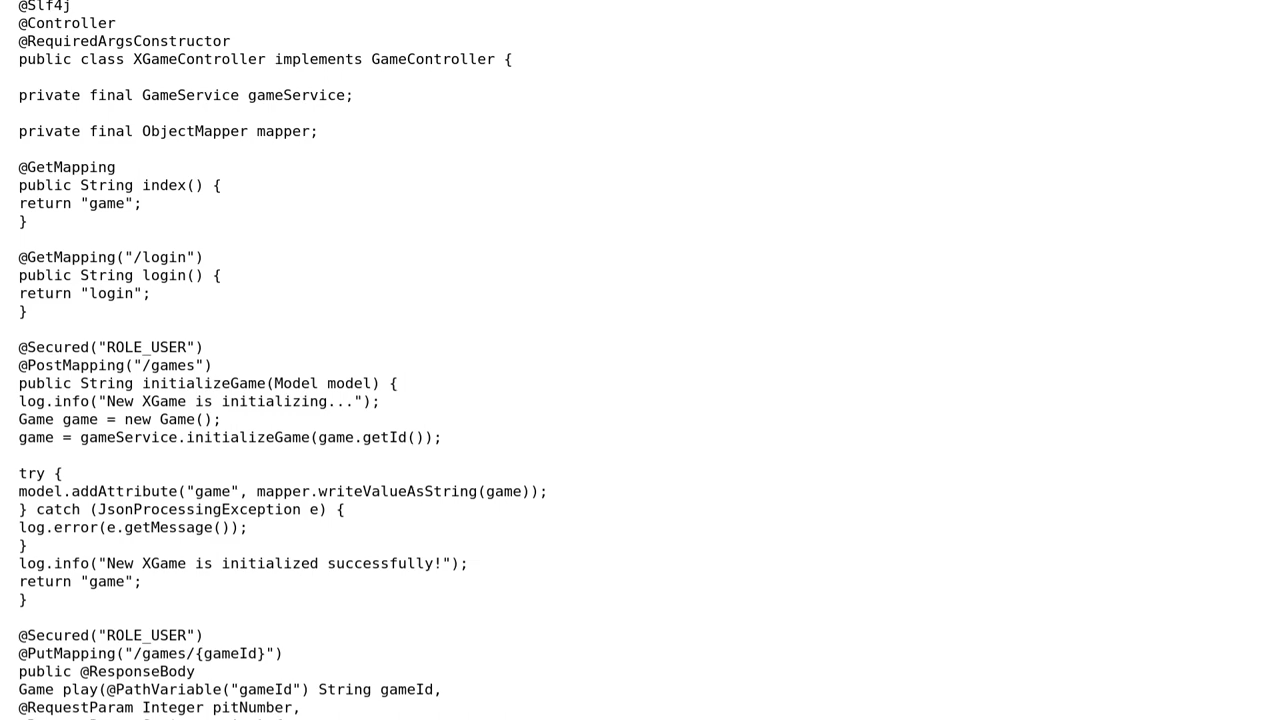 @Slf4j
@Controller
@RequiredArgsConstructor
public class XGameController implements GameController {
private final GameService gameService;
private final ObjectMapper mapper;
@GetMapping
public String index() {
return "game";
}
@GetMapping("/login")
public String login() {
return "login";
}
@Secured("ROLE_USER")
@PostMapping("/games")
public String initializeGame(Model model) {
log.info("New XGame is initializing...");
Game game = new Game();
game = gameService.initializeGame(game.getId());
try {
model.addAttribute("game", mapper.writeValueAsString(game));
} catch (JsonProcessingException e) {
log.error(e.getMessage());
}
log.info("New XGame is initialized successfully!");
return "game";
}
@Secured("ROLE_USER")
@PutMapping("/games/{gameId}")
public @ResponseBody
Game play(@PathVariable("gameId") String gameId,
@RequestParam Integer pitNumber,